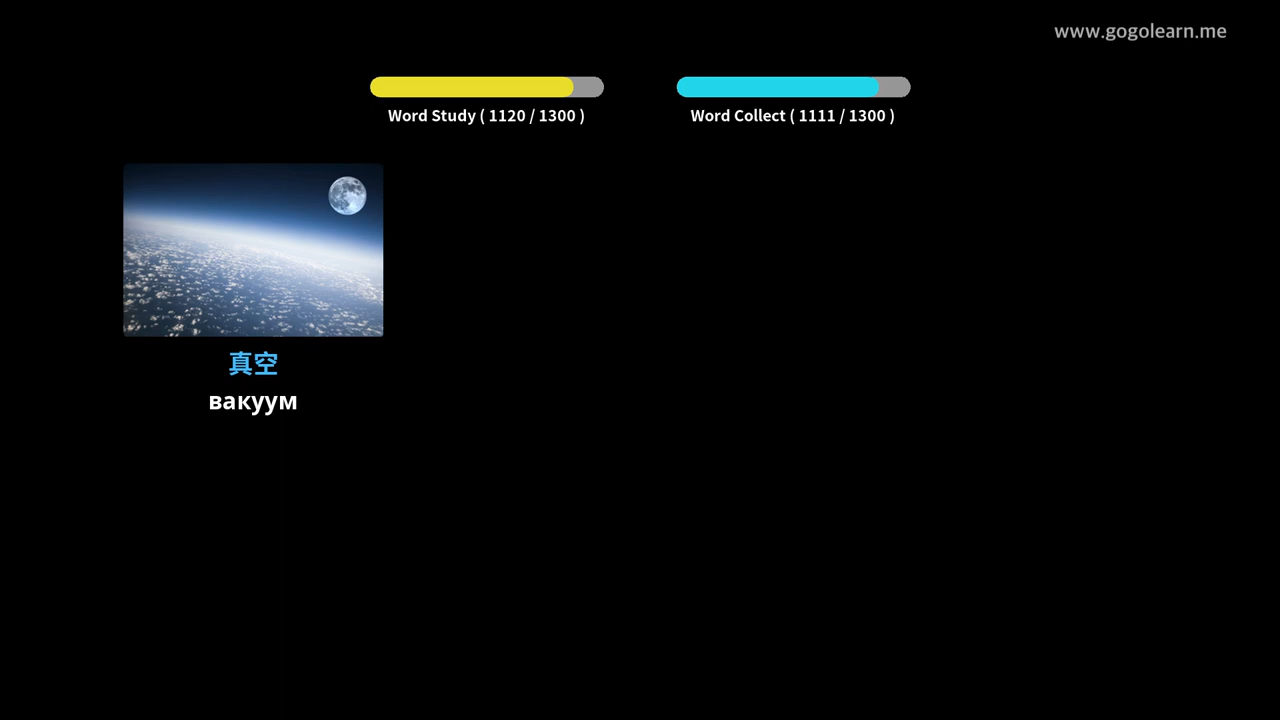 www.gogolearn.me
Word Study ( 1120 / 1300 )
Word Collect ( 1111 / 1300 )
真空
вакуум